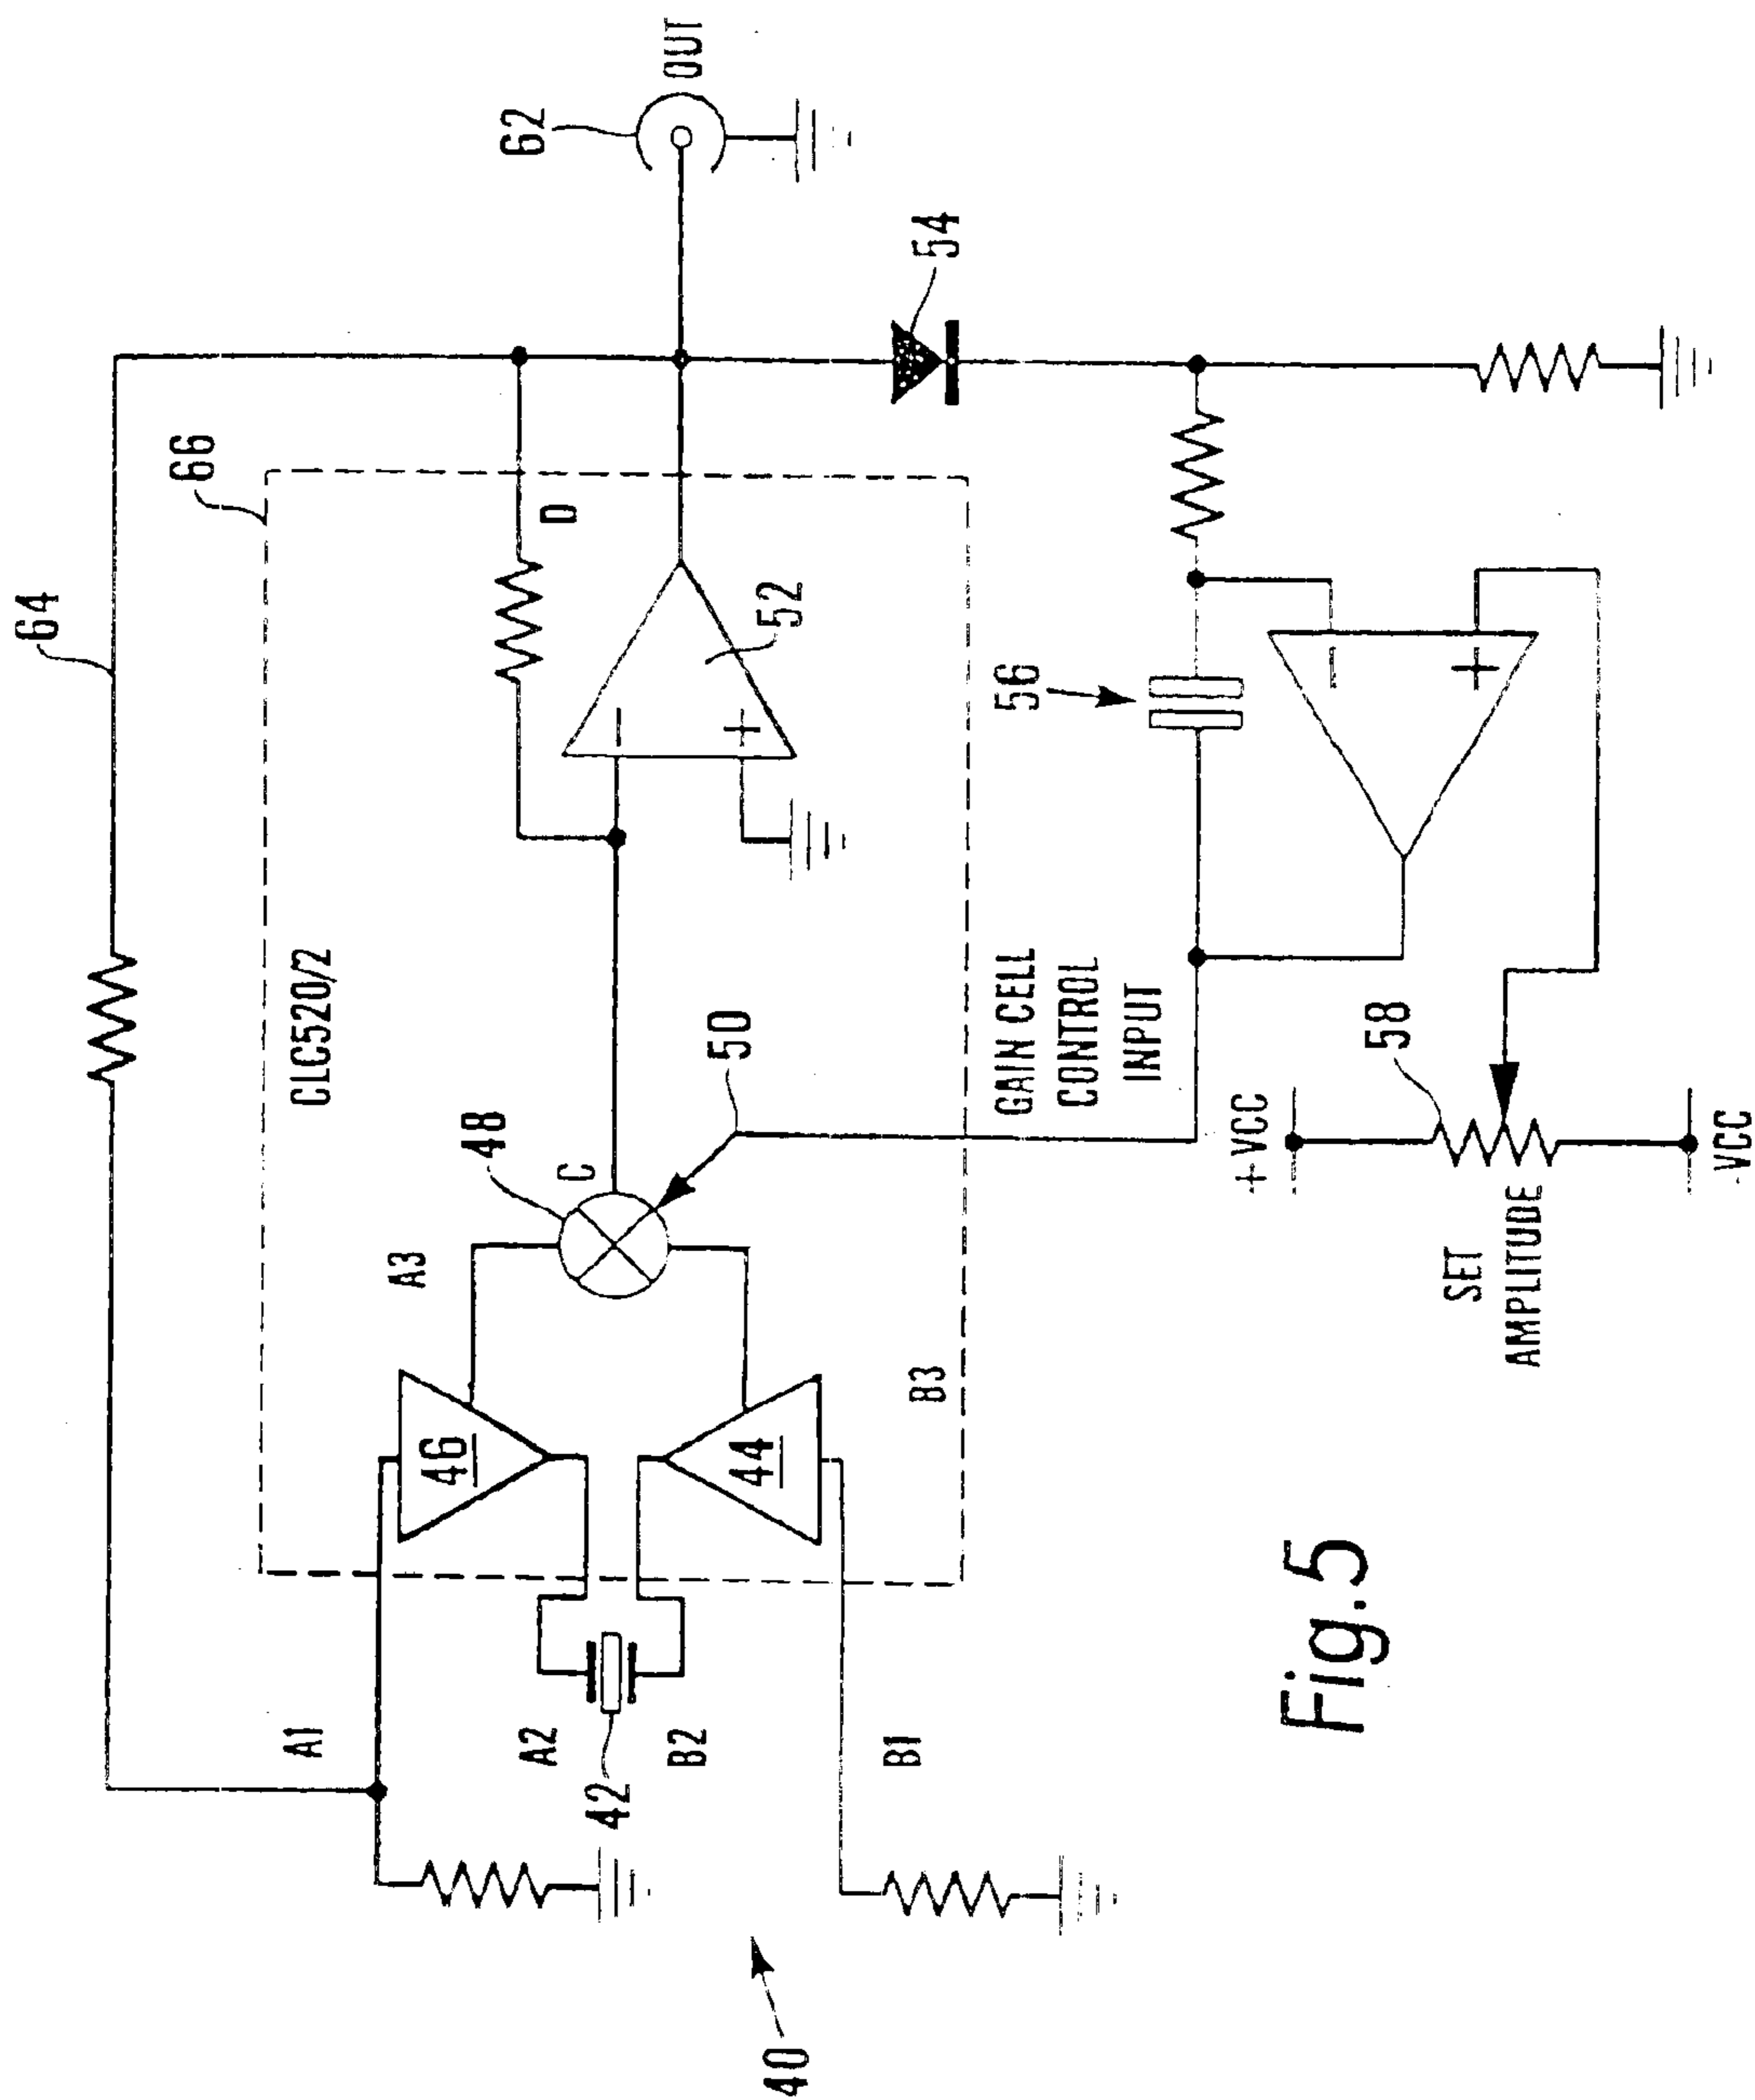 64
66
62
OUT
CLC520/2
D
52
54
A1
A3
48
C
46
50
44
A2
42
B2
B1
B3
GAIN CELL
CONTROL
INPUT
56
+VCC
58
SET
AMPLITUDE
-VCC
40
Fig.5